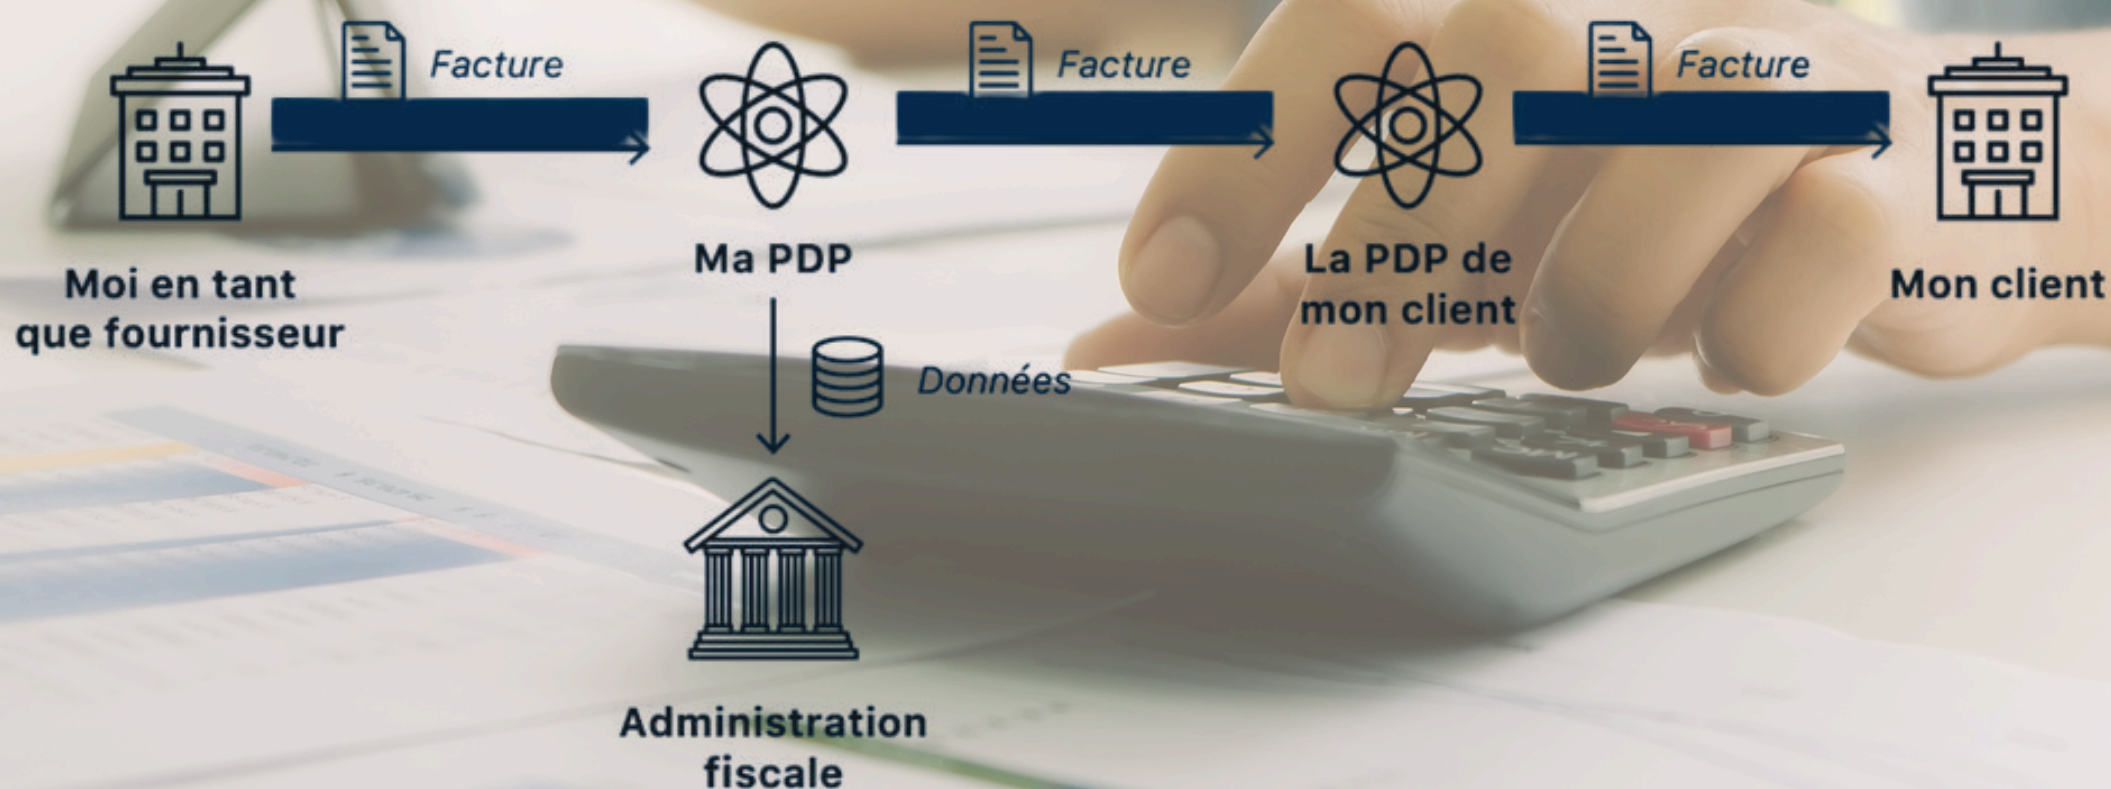 Facture
Facture
Facture
Moi en tant
que fournisseur
Ma PDP
La PDP de
mon client
Mon client
Données
Administration
fiscale